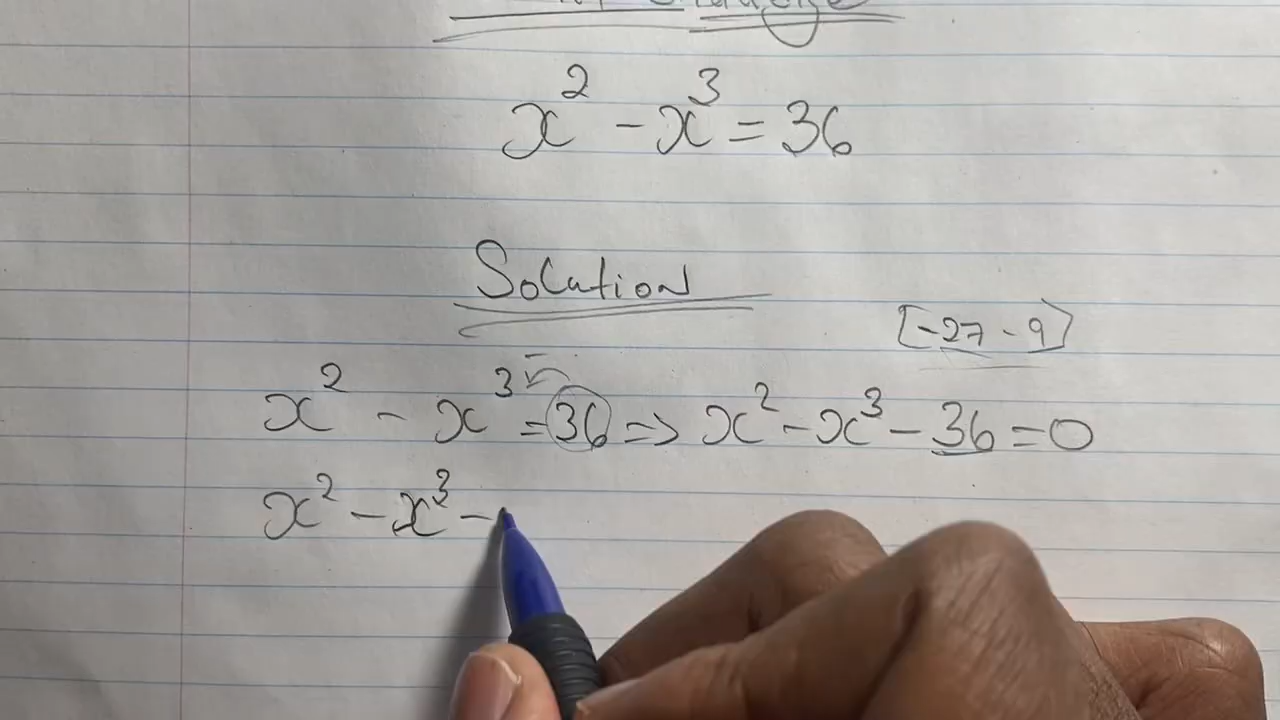 x² - x³ = 36
Solution
[-27 - 9]
x² - x³ = 36 => x² - x³ - 36 = 0
x² - x³ -